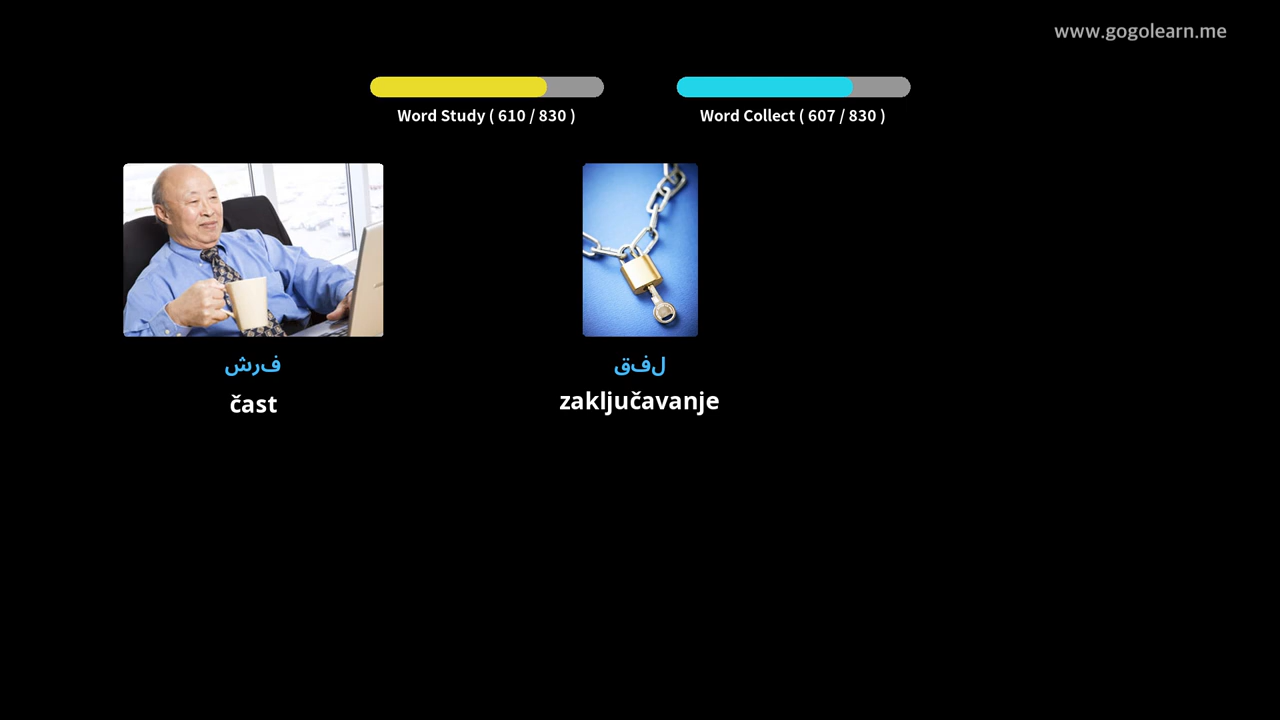 www.gogolearn.me
Word Study ( 610 / 830 )
Word Collect ( 607 / 830 )
فرش
čast
لفق
zaključavanje